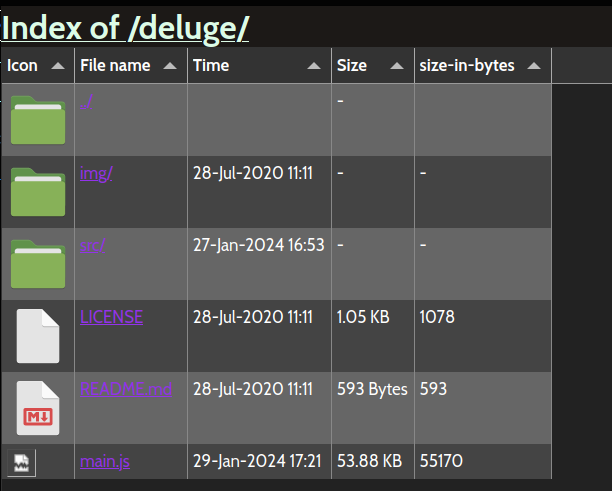 Index of /deluge/
Icon File name Time Size size-in-bytes
../ -
img/ 28-Jul-2020 11:11 - -
src/ 27-Jan-2024 16:53 - -
LICENSE 28-Jul-2020 11:11 1.05 KB 1078
README.md 28-Jul-2020 11:11 593 Bytes 593
main.js 29-Jan-2024 17:21 53.88 KB 55170